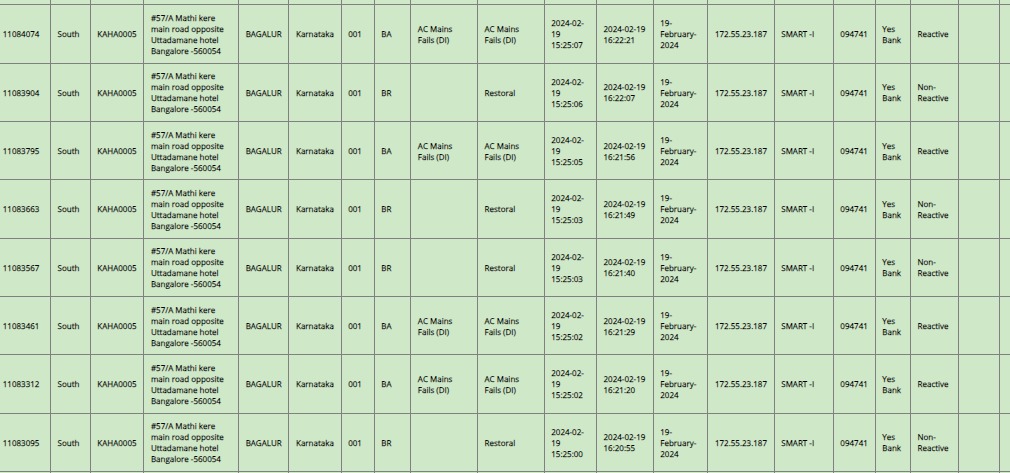 11084074 South KAHA0005 #57/A Mathi kere main road opposite Uttadamane hotel Bangalore -560054 BAGALUR Karnataka 001 BA AC Mains Fails (DI) AC Mains Fails (DI) 2024-02-19 15:25:07 2024-02-19 16:22:21 19-February-2024 172.55.23.187 SMART -I 094741 Yes Bank Reactive
11083904 South KAHA0005 #57/A Mathi kere main road opposite Uttadamane hotel Bangalore -560054 BAGALUR Karnataka 001 BR Restoral 2024-02-19 15:25:06 2024-02-19 16:22:07 19-February-2024 172.55.23.187 SMART -I 094741 Yes Bank Non-Reactive
11083795 South KAHA0005 #57/A Mathi kere main road opposite Uttadamane hotel Bangalore -560054 BAGALUR Karnataka 001 BA AC Mains Fails (DI) AC Mains Fails (DI) 2024-02-19 15:25:05 2024-02-19 16:21:56 19-February-2024 172.55.23.187 SMART -I 094741 Yes Bank Reactive
11083663 South KAHA0005 #57/A Mathi kere main road opposite Uttadamane hotel Bangalore -560054 BAGALUR Karnataka 001 BR Restoral 2024-02-19 15:25:03 2024-02-19 16:21:49 19-February-2024 172.55.23.187 SMART -I 094741 Yes Bank Non-Reactive
11083567 South KAHA0005 #57/A Mathi kere main road opposite Uttadamane hotel Bangalore -560054 BAGALUR Karnataka 001 BR Restoral 2024-02-19 15:25:03 2024-02-19 16:21:40 19-February-2024 172.55.23.187 SMART -I 094741 Yes Bank Non-Reactive
11083461 South KAHA0005 #57/A Mathi kere main road opposite Uttadamane hotel Bangalore -560054 BAGALUR Karnataka 001 BA AC Mains Fails (DI) AC Mains Fails (DI) 2024-02-19 15:25:02 2024-02-19 16:21:29 19-February-2024 172.55.23.187 SMART -I 094741 Yes Bank Reactive
11083312 South KAHA0005 #57/A Mathi kere main road opposite Uttadamane hotel Bangalore -560054 BAGALUR Karnataka 001 BA AC Mains Fails (DI) AC Mains Fails (DI) 2024-02-19 15:25:02 2024-02-19 16:21:20 19-February-2024 172.55.23.187 SMART -I 094741 Yes Bank Reactive
11083095 South KAHA0005 #57/A Mathi kere main road opposite Uttadamane hotel Bangalore -560054 BAGALUR Karnataka 001 BR Restoral 2024-02-19 15:25:00 2024-02-19 16:20:55 19-February-2024 172.55.23.187 SMART -I 094741 Yes Bank Non-Reactive